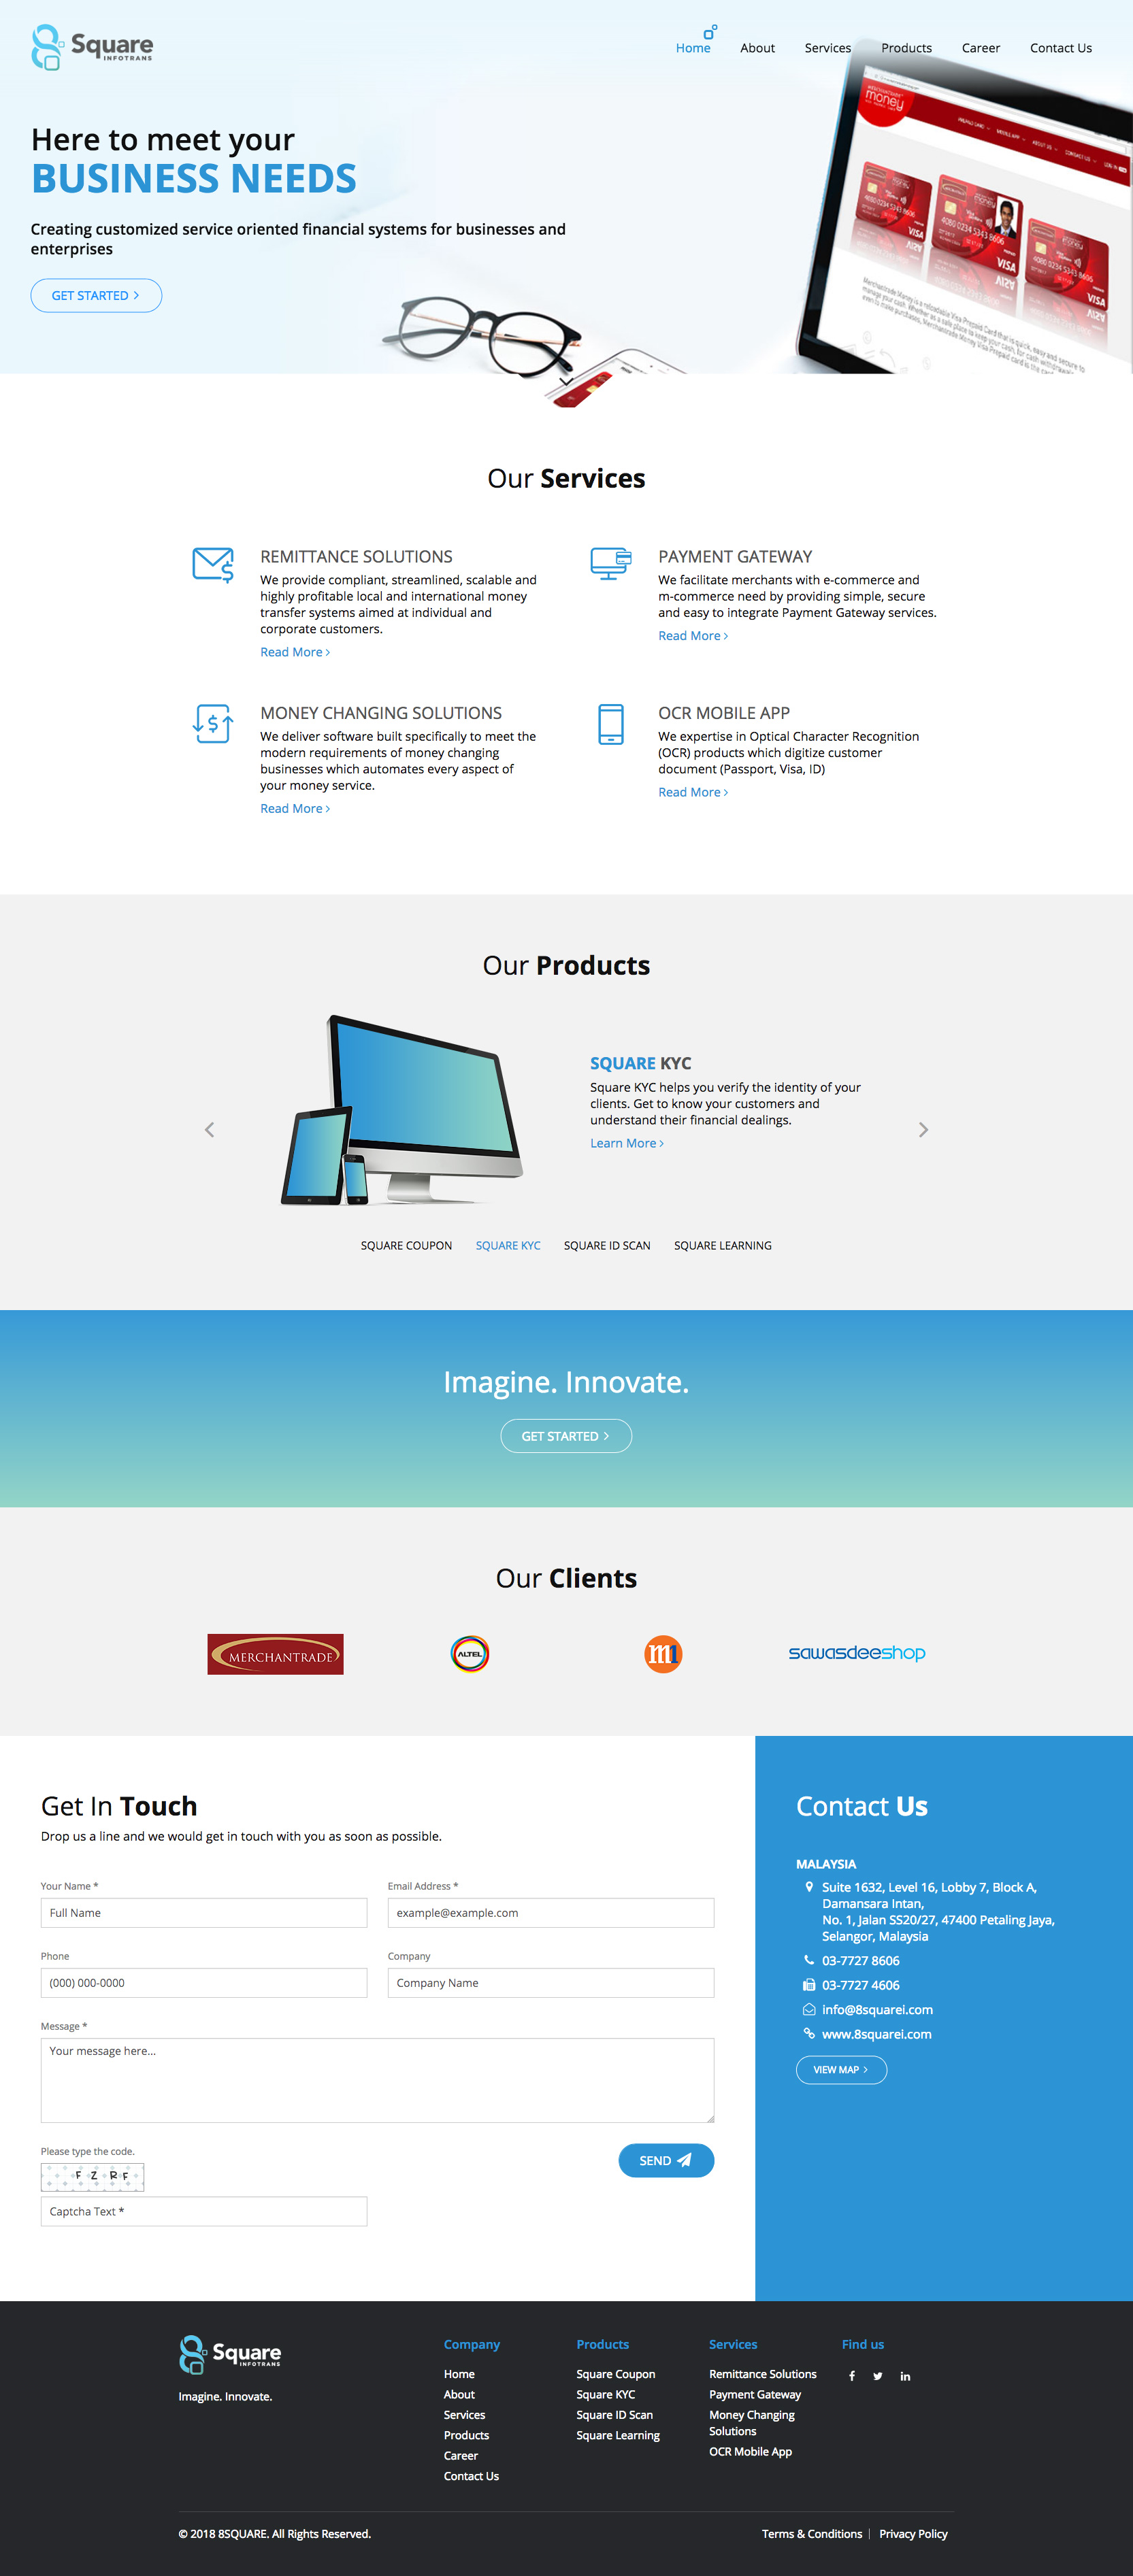 Square
INFOTRANS
Home
About
Services
Products
Career
Contact Us
Here to meet your
BUSINESS NEEDS
Creating customized service oriented financial systems for businesses and
enterprises
GET STARTED >
money
4080 0234 5343 8606
VISA
Our Services
REMITTANCE SOLUTIONS
We provide compliant, streamlined, scalable and
highly profitable local and international money
transfer systems aimed at individual and
corporate customers.
Read More >
PAYMENT GATEWAY
We facilitate merchants with e-commerce and
m-commerce need by providing simple, secure
and easy to integrate Payment Gateway services.
Read More >
MONEY CHANGING SOLUTIONS
We deliver software built specifically to meet the
modern requirements of money changing
businesses which automates every aspect of
your money service.
Read More >
OCR MOBILE APP
We expertise in Optical Character Recognition
(OCR) products which digitize customer
document (Passport, Visa, ID)
Read More >
Our Products
SQUARE KYC
Square KYC helps you verify the identity of your
clients. Get to know your customers and
understand their financial dealings.
Learn More >
SQUARE COUPON
SQUARE KYC
SQUARE ID SCAN
SQUARE LEARNING
Imagine. Innovate.
GET STARTED >
Our Clients
MERCHANTRADE
ALTEL
m1
sawasdeeshop
Get In Touch
Drop us a line and we would get in touch with you as soon as possible.
Your Name *
Full Name
Email Address *
example@example.com
Phone
(000) 000-0000
Company
Company Name
Message *
Your message here...
Please type the code.
F Z R F
Captcha Text *
SEND
Contact Us
MALAYSIA
Suite 1632, Level 16, Lobby 7, Block A,
Damansara Intan,
No. 1, Jalan SS20/27, 47400 Petaling Jaya,
Selangor, Malaysia
03-7727 8606
03-7727 4606
info@8squarei.com
www.8squarei.com
VIEW MAP >
Square
INFOTRANS
Imagine. Innovate.
Company
Home
About
Services
Products
Career
Contact Us
Products
Square Coupon
Square KYC
Square ID Scan
Square Learning
Services
Remittance Solutions
Payment Gateway
Money Changing
Solutions
OCR Mobile App
Find us
© 2018 8SQUARE. All Rights Reserved.
Terms & Conditions | Privacy Policy